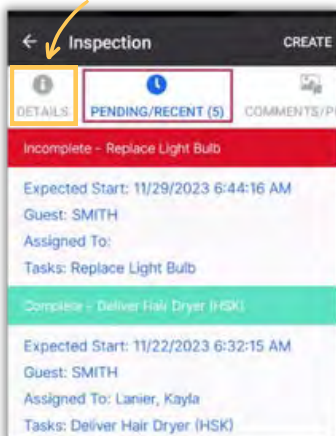 ← Inspection CREATE
DETAILS PENDING/RECENT (5) COMMENTS/
Incomplete - Replace Light Bulb
Expected Start: 11/29/2023 6:44:16 AM
Guest: SMITH
Assigned To:
Tasks: Replace Light Bulb
Complete - Deliver Hair Dryer (HSK)
Expected Start: 11/22/2023 6:32:15 AM
Guest: SMITH
Assigned To: Lanier, Kayla
Tasks: Deliver Hair Dryer (HSK)